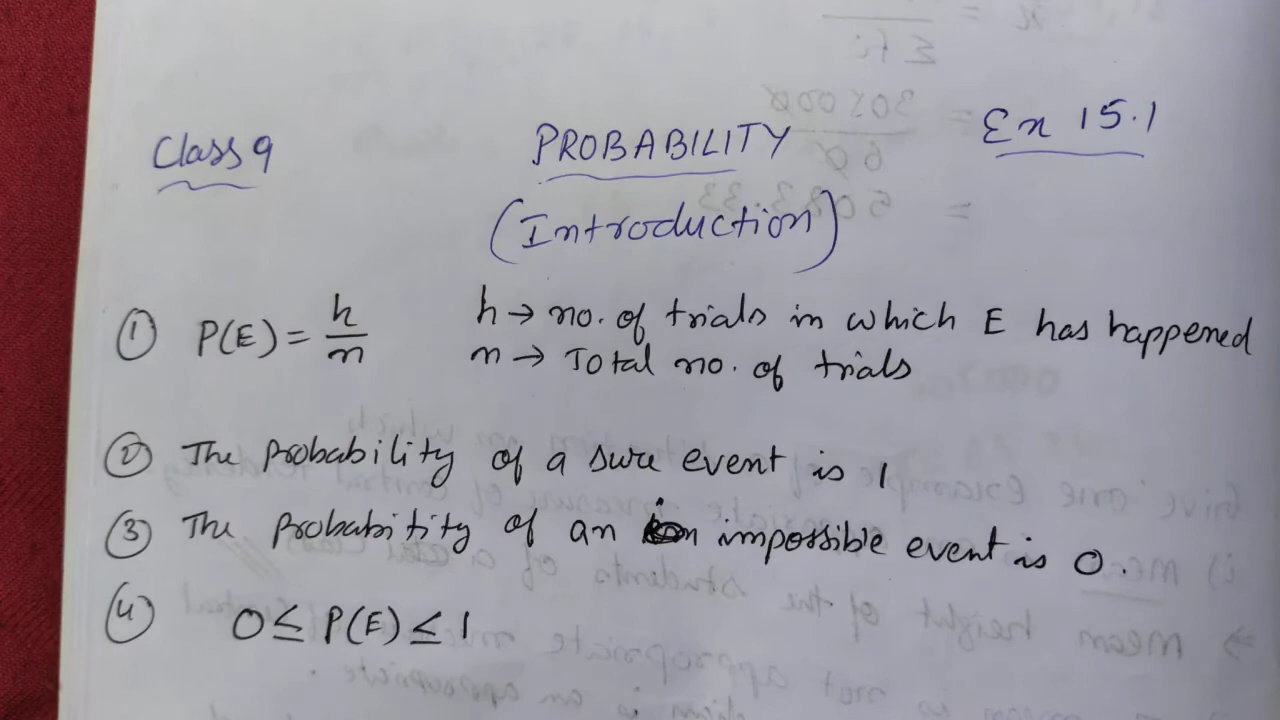 Class 9 PROBABILITY Ex 15.1
(Introduction)
① P(E) = h/n h → no. of trials in which E has happened
n → Total no. of trials
② The Probability of a sure event is 1
③ The Probability of an impossible event is 0.
④ 0 ≤ P(E) ≤ 1